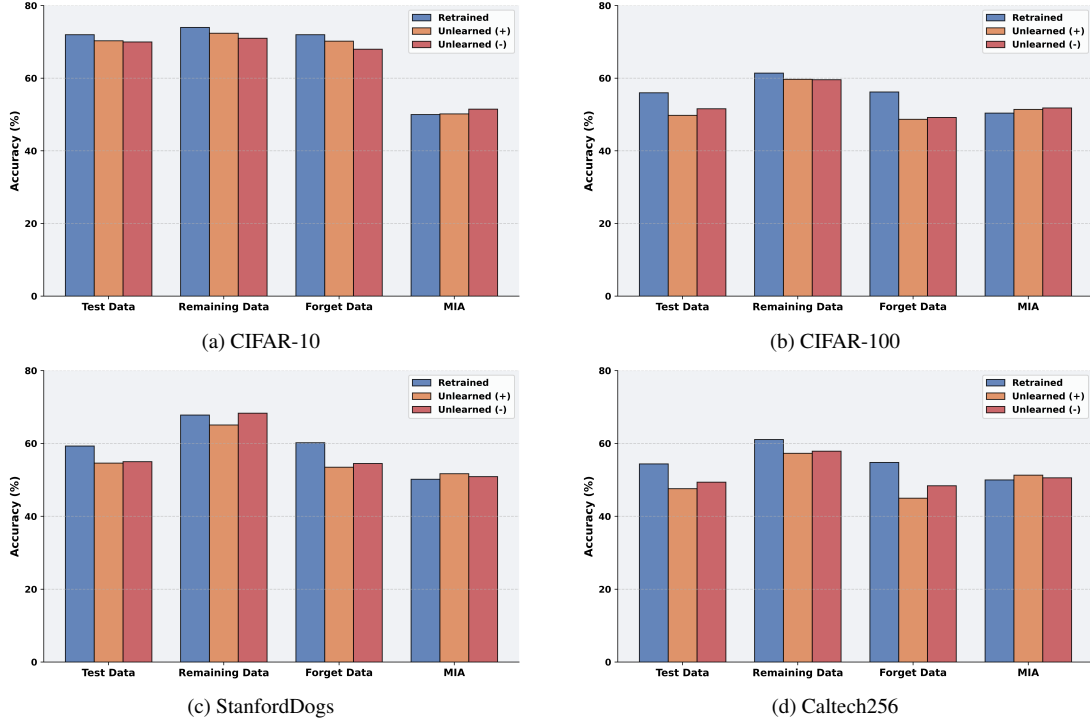 80
60
40
20
0
Accuracy (%)
Retrained
Unlearned (+)
Unlearned (-)
Test Data Remaining Data Forget Data MIA
(a) CIFAR-10
80
60
40
20
0
Accuracy (%)
Retrained
Unlearned (+)
Unlearned (-)
Test Data Remaining Data Forget Data MIA
(b) CIFAR-100
80
60
40
20
0
Accuracy (%)
Retrained
Unlearned (+)
Unlearned (-)
Test Data Remaining Data Forget Data MIA
(c) StanfordDogs
80
60
40
20
0
Accuracy (%)
Retrained
Unlearned (+)
Unlearned (-)
Test Data Remaining Data Forget Data MIA
(d) Caltech256